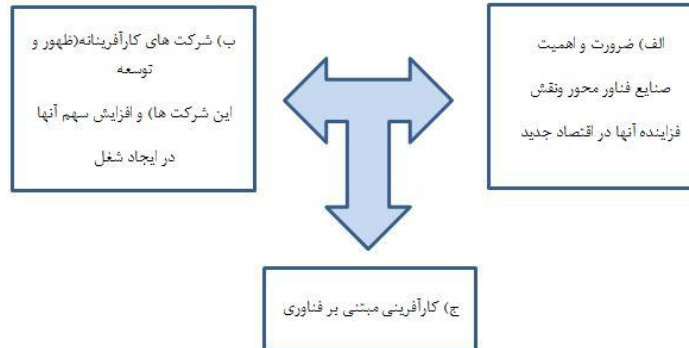 الف) ضرورت و اهمیت
صنایع فناور محور ونقش
فزاینده آنها در اقتصاد جدید
ب) شرکت های کارآفرینانه(ظهور و
توسعه
این شرکت ها) و افزایش سهم آنها
در ایجاد شغل
ج) کارآفرینی مبتنی بر فناوری